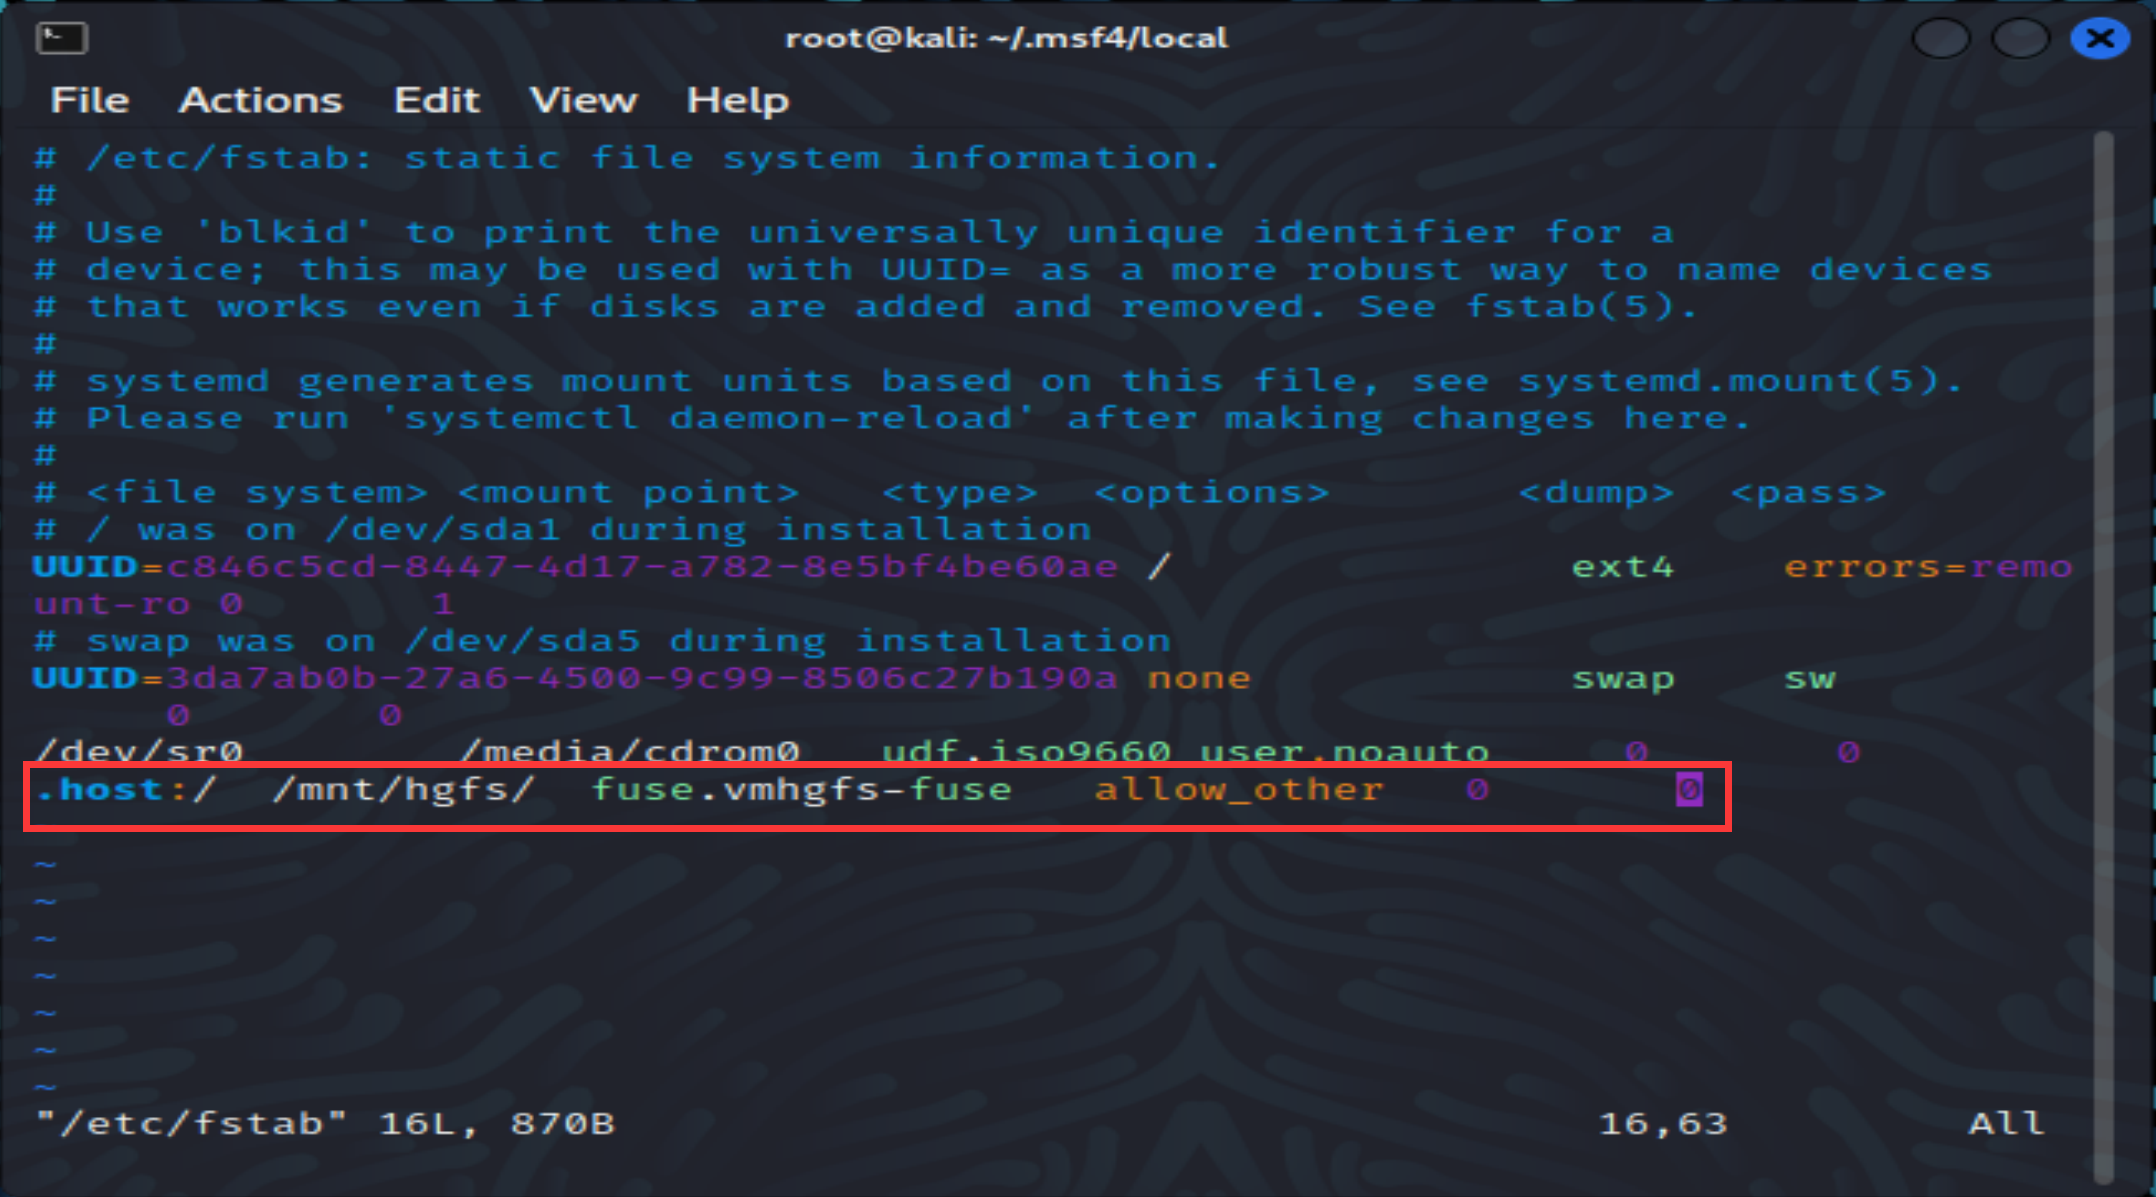 root@kali: ~/.msf4/local
File Actions Edit View Help
# /etc/fstab: static file system information.
#
# Use 'blkid' to print the universally unique identifier for a
# device; this may be used with UUID= as a more robust way to name devices
# that works even if disks are added and removed. See fstab(5).
#
# systemd generates mount units based on this file, see systemd.mount(5).
# Please run 'systemctl daemon-reload' after making changes here.
#
# <file system> <mount point>   <type>  <options>       <dump>  <pass>
# / was on /dev/sda1 during installation
UUID=c846c5cd-8447-4d17-a782-8e5bf4be60ae /               ext4    errors=remo
unt-ro 0       1
# swap was on /dev/sda5 during installation
UUID=3da7ab0b-27a6-4500-9c99-8506c27b190a none            swap    sw
     0       0
/dev/sr0        /media/cdrom0   udf,iso9660 user,noauto     0       0
.host:/  /mnt/hgfs/  fuse.vmhgfs-fuse   allow_other   0       0
~
~
~
~
~
~
~
"/etc/fstab" 16L, 870B 16,63 All